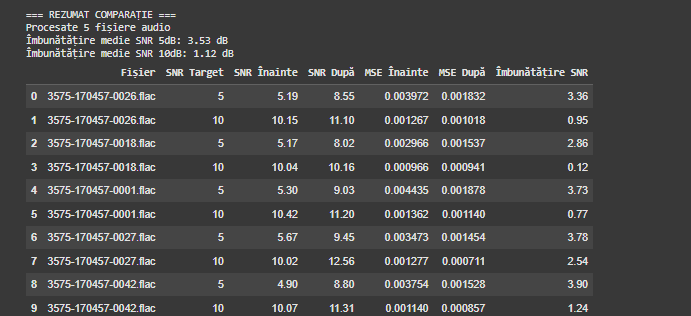 === REZUMAT COMPARAȚIE ===
Procesate 5 fișiere audio
Îmbunătățire medie SNR 5dB: 3.53 dB
Îmbunătățire medie SNR 10dB: 1.12 dB
Fișier SNR Target SNR Înainte SNR După MSE Înainte MSE După Îmbunătățire SNR
0 3575-170457-0026.flac 5 5.19 8.55 0.003972 0.001832 3.36
1 3575-170457-0026.flac 10 10.15 11.10 0.001267 0.001018 0.95
2 3575-170457-0018.flac 5 5.17 8.02 0.002966 0.001537 2.86
3 3575-170457-0018.flac 10 10.04 10.16 0.000966 0.000941 0.12
4 3575-170457-0001.flac 5 5.30 9.03 0.004435 0.001878 3.73
5 3575-170457-0001.flac 10 10.42 11.20 0.001362 0.001140 0.77
6 3575-170457-0027.flac 5 5.67 9.45 0.003473 0.001454 3.78
7 3575-170457-0027.flac 10 10.02 12.56 0.001277 0.000711 2.54
8 3575-170457-0042.flac 5 4.90 8.80 0.003754 0.001528 3.90
9 3575-170457-0042.flac 10 10.07 11.31 0.001140 0.000857 1.24